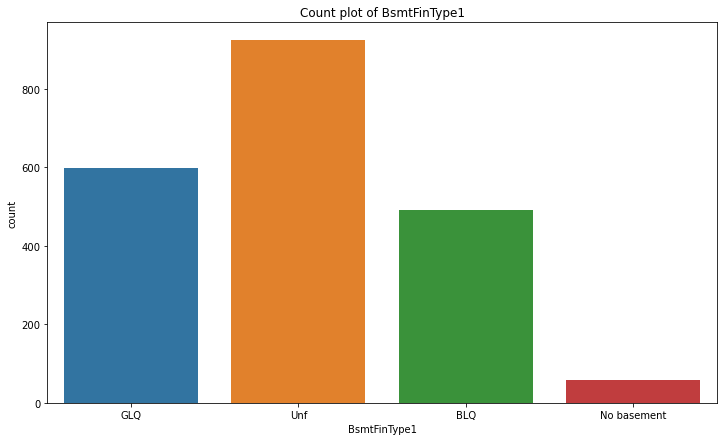 Count plot of BsmtFinType1
800
600
400
200
0
count
GLQ
Unf
BLQ
No basement
BsmtFinType1